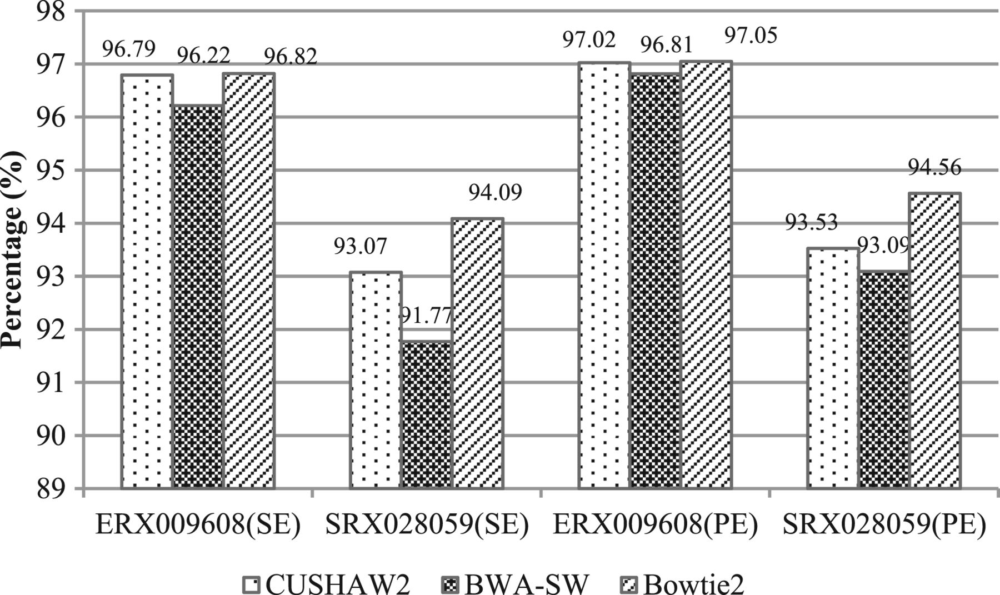 98
97
96
95
94
93
92
91
90
89
Percentage (%)
96.79 96.22 96.82
93.07 91.77 94.09
97.02 96.81 97.05
93.53 93.09 94.56
ERX009608(SE) SRX028059(SE) ERX009608(PE) SRX028059(PE)
CUSHAW2 BWA-SW Bowtie2